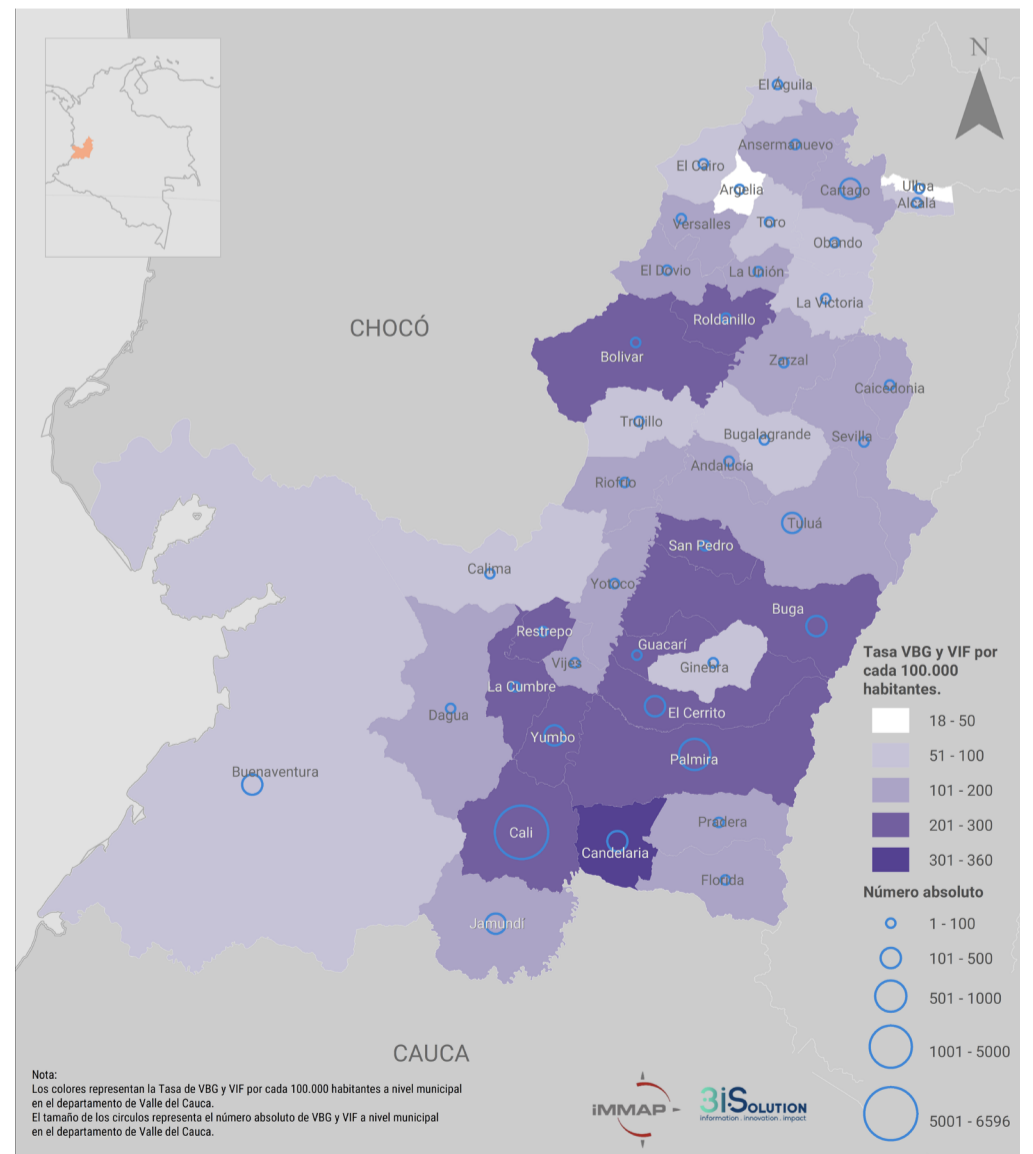 N
El Águila
Ansermanuevo
El Cairo
Argelia
Cartago
Ulloa
Alcalá
Versalles
Toro
Obando
El Dovio
La Unión
La Victoria
Roldanillo
CHOCÓ
Bolivar
Zarzal
Caicedonia
Trujillo
Bugalagrande
Sevilla
Andalucía
Riofrío
Tuluá
San Pedro
Calima
Yotoco
Buga
Restrepo
Guacarí
Vijes
Ginebra
La Cumbre
El Cerrito
Dagua
Yumbo
Palmira
Buenaventura
Pradera
Cali
Candelaria
Florida
Jamundí
CAUCA
Tasa VBG y VIF por
cada 100.000
habitantes.
18 - 50
51 - 100
101 - 200
201 - 300
301 - 360
Número absoluto
1 - 100
101 - 500
501 - 1000
1001 - 5000
5001 - 6596
Nota:
Los colores representan la Tasa de VBG y VIF por cada 100.000 habitantes a nivel municipal
en el departamento de Valle del Cauca.
El tamaño de los circulos representa el número absoluto de VBG y VIF a nivel municipal
en el departamento de Valle del Cauca.
iMMAP
3iSOLUTION
information . innovation . impact